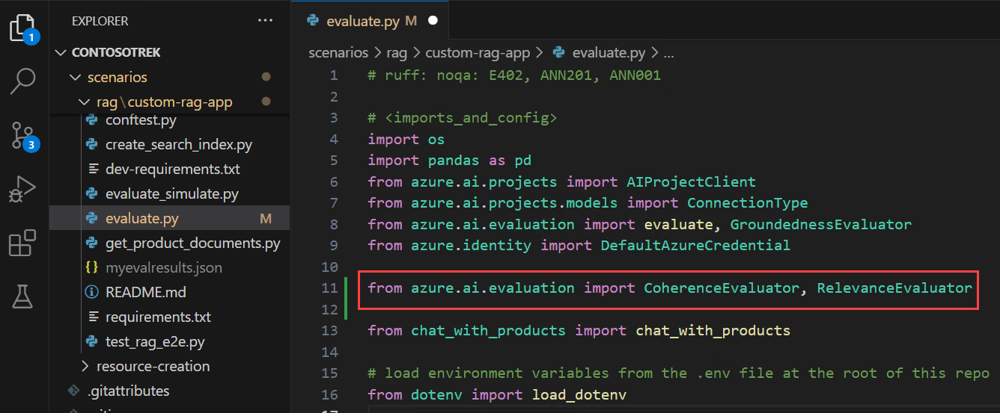 EXPLORER
...
1
CONTOSOTREK
scenarios
rag\custom-rag-app
conftest.py
create_search_index.py
3
dev-requirements.txt
evaluate_simulate.py
evaluate.py M
get_product_documents.py
{} myevalresults.json
README.md
requirements.txt
test_rag_e2e.py
resource-creation
.gitattributes
evaluate.py M
scenarios > rag > custom-rag-app > evaluate.py > ...
1 # ruff: noqa: E402, ANN201, ANN001
2
3 # <imports_and_config>
4 import os
5 import pandas as pd
6 from azure.ai.projects import AIProjectClient
7 from azure.ai.projects.models import ConnectionType
8 from azure.ai.evaluation import evaluate, GroundednessEvaluator
9 from azure.identity import DefaultAzureCredential
10
11 from azure.ai.evaluation import CoherenceEvaluator, RelevanceEvaluator
12
13 from chat_with_products import chat_with_products
14
15 # load environment variables from the .env file at the root of this repo
16 from dotenv import load_dotenv
17